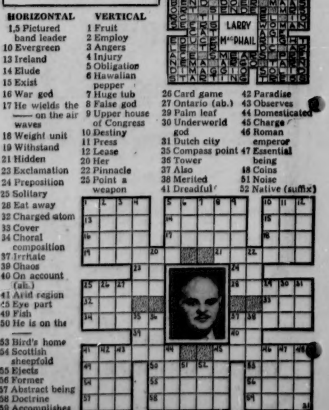 HORIZONTAL
1,5 Pictured
band leader
10 Evergreen
13 Ireland
14 Elude
15 Exist
16 War god
17 He wields the
— on the air
waves
18 Weight unit
19 Withstand
21 Hidden
23 Exclamation
24 Preposition
25 Solitary
28 Eat away
32 Charged atom
33 Cover
34 Choral
composition
37 Irritate
39 Chaos
40 On account
(ab.)
41 Arid region
45 Eye part
49 Fish
50 He is on the
—
53 Bird's home
54 Scottish
sheepfold
55 Ejects
56 Former
57 Abstract being
58 Doctrine
59 Accomplishes
VERTICAL
1 Fruit
2 Employ
3 Angers
4 Injury
5 Obligation
6 Hawaiian
pepper
7 Huge tub
8 False god
9 Upper house
of Congress
10 Destiny
11 Press
12 Lease
20 Her
22 Pinnacle
25 Point a
weapon
26 Card game
27 Ontario (ab.)
29 Palm leaf
30 Underworld
god
31 Dutch city
35 Compass point
36 Tower
37 Also
38 Merited
41 Dreadful
42 Paradise
43 Observes
44 Domesticated
45 Charge
46 Roman
emperor
47 Essential
being
48 Coins
51 Noise
52 Native (suffix)
LARRY
MacPHAIL